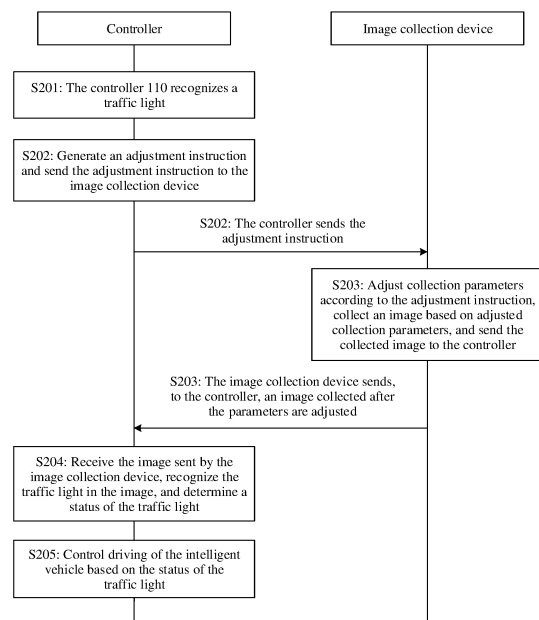 Controller
Image collection device
S201: The controller 110 recognizes a
traffic light
S202: Generate an adjustment instruction
and send the adjustment instruction to the
image collection device
S202: The controller sends the
adjustment instruction
S203: Adjust collection parameters
according to the adjustment instruction,
collect an image based on adjusted
collection parameters, and send the
collected image to the controller
S203: The image collection device sends,
to the controller, an image collected after
the parameters are adjusted
S204: Receive the image sent by the
image collection device, recognize the
traffic light in the image, and determine a
status of the traffic light
S205: Control driving of the intelligent
vehicle based on the status of the
traffic light